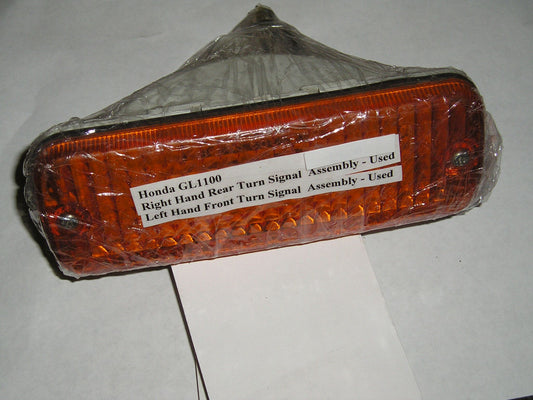 Honda GL1100
Right Hand Rear Turn Signal Assembly - Used
Left Hand Front Turn Signal Assembly - Used